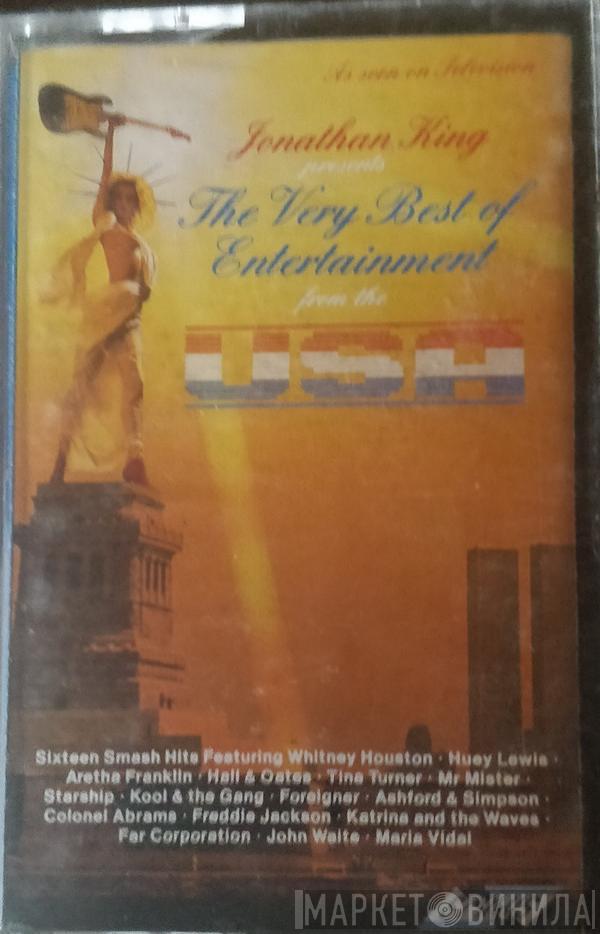 As seen on Television
Jonathan King
presents
The Very Best of
Entertainment
from the
USA
Sixteen Smash Hits Featuring Whitney Houston · Huey Lewis ·
Aretha Franklin · Hall & Oates · Tina Turner · Mr Mister ·
Starship · Kool & the Gang · Foreigner · Ashford & Simpson ·
Colonel Abrams · Freddie Jackson · Katrina and the Waves ·
Far Corporation · John Waite · Maria Vidal
МАРКЕТ ВИНИЛА